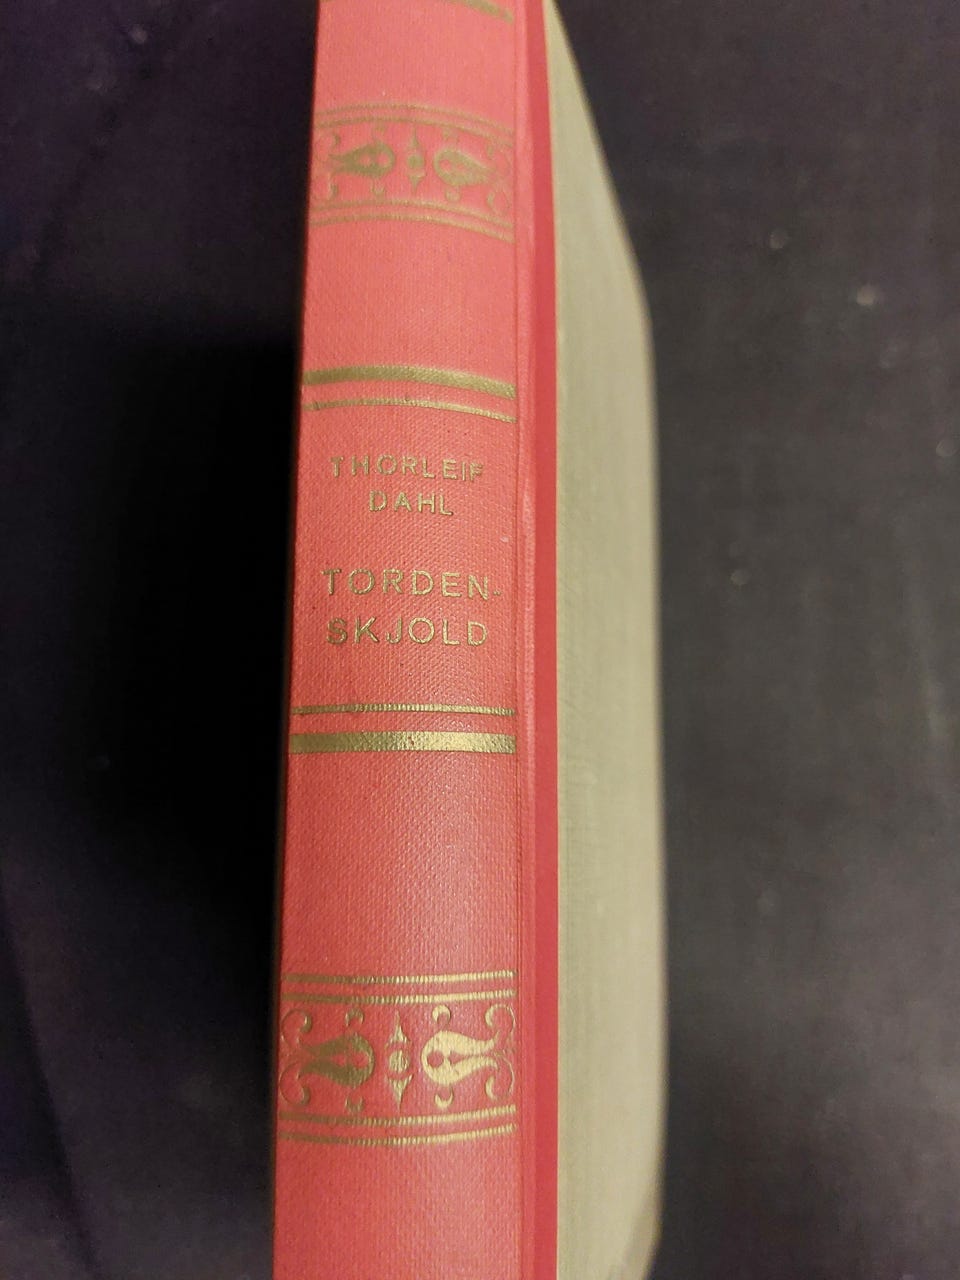 THORLEIF
DAHL
TORDEN-
SKJOLD